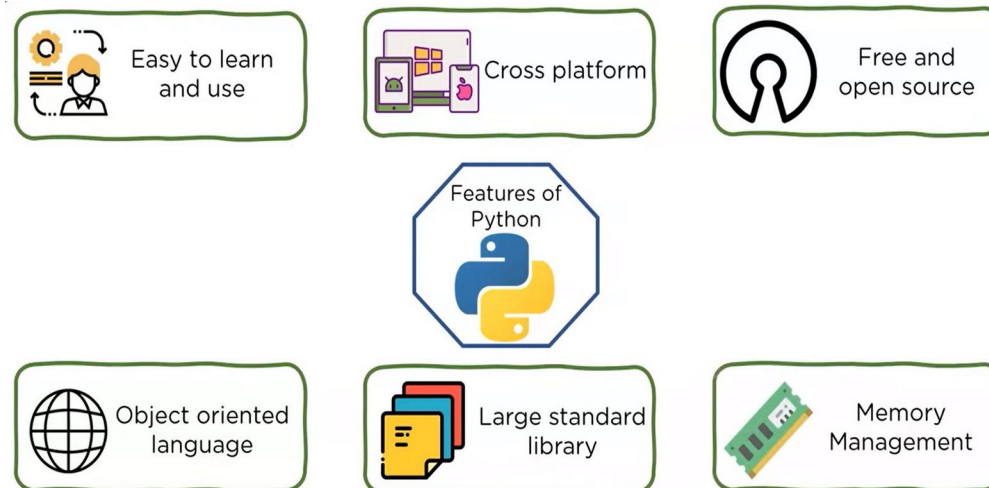 Easy to learn
and use
Cross platform
Free and
open source
Features of
Python
Object oriented
language
Large standard
library
Memory
Management